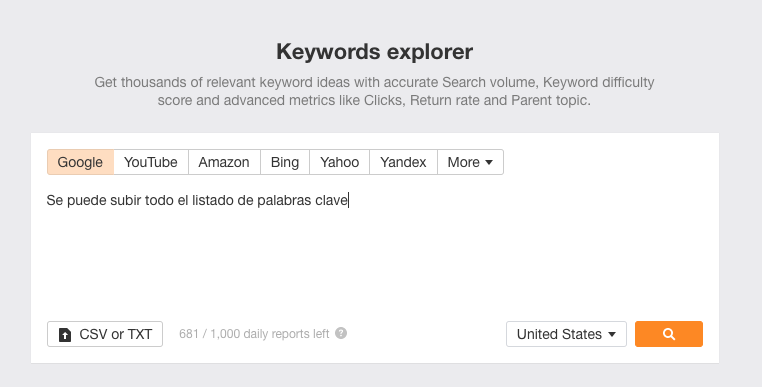 Keywords explorer
Get thousands of relevant keyword ideas with accurate Search volume, Keyword difficulty
score and advanced metrics like Clicks, Return rate and Parent topic.
Google YouTube Amazon Bing Yahoo Yandex More
Se puede subir todo el listado de palabras clave
CSV or TXT 681 / 1,000 daily reports left ? United States